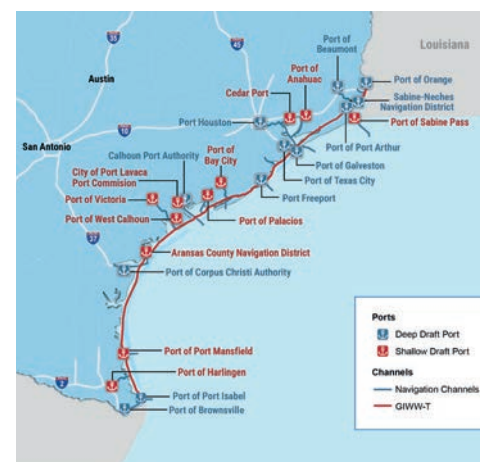 35
45
Port of
Beaumont
Louisiana
Austin
Port of
Anahuac
Port of Orange
Cedar Port
Sabine-Neches
Navigation District
Port Houston
10
Port of Sabine Pass
San Antonio
Port of Port Arthur
Calhoun Port Authority
Port of
Bay City
Port of Galveston
City of Port Lavaca
Port Commision
Port of Texas City
Port of Victoria
Port Freeport
Port of West Calhoun
Port of Palacios
37
Aransas County Navigation District
Port of Corpus Christi Authority
Ports
Deep Draft Port
Shallow Draft Port
Channels
Navigation Channels
GIWW-T
Port of Port Mansfield
Port of Harlingen
2
Port of Port Isabel
Port of Brownsville